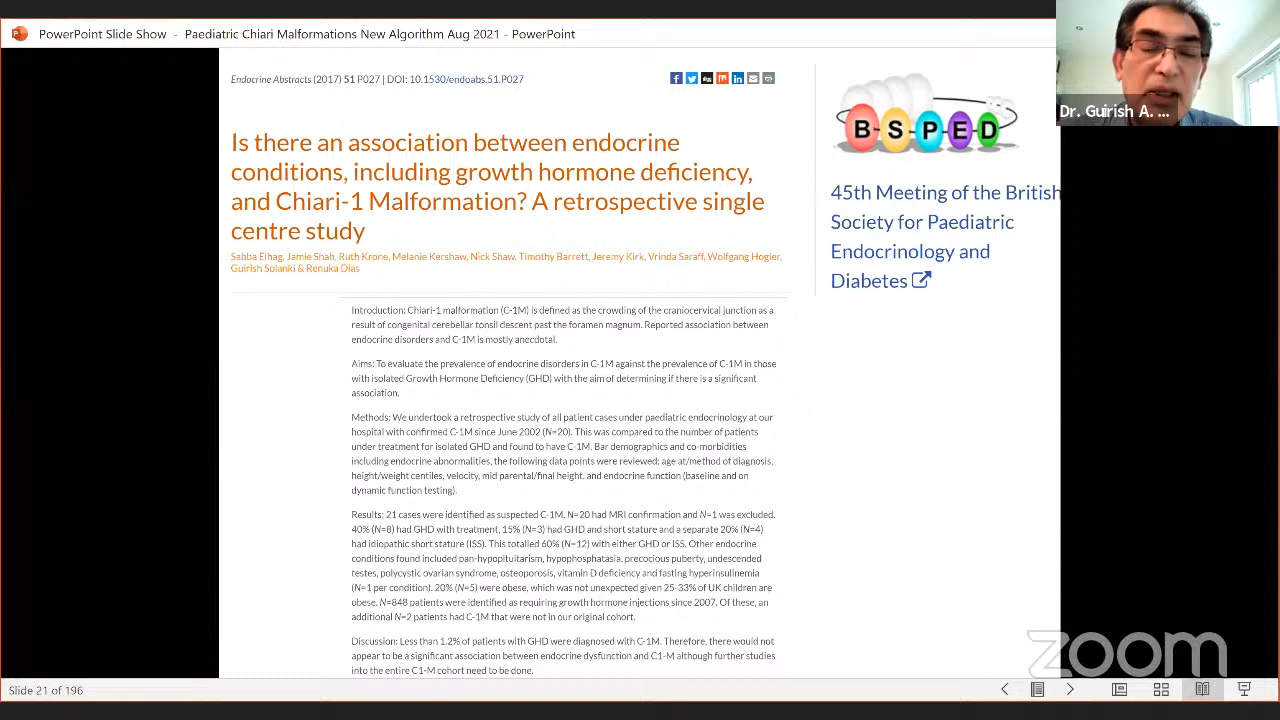 PowerPoint Slide Show - Paediatric Chiari Malformations New Algorithm Aug 2021 - PowerPoint
Dr. Guirish A. ...
Endocrine Abstracts (2017) 51 P027 | DOI: 10.1530/endoabs.51.P027
Is there an association between endocrine
conditions, including growth hormone deficiency,
and Chiari-1 Malformation? A retrospective single
centre study
Sabba Elhag, Jamie Shah, Ruth Krone, Melanie Kershaw, Nick Shaw, Timothy Barrett, Jeremy Kirk, Vrinda Saraff, Wolfgang Hogler,
Guirish Solanki & Renuka Dias
B-SPED
45th Meeting of the British
Society for Paediatric
Endocrinology and
Diabetes
Introduction: Chiari-1 malformation (C-1M) is defined as the crowding of the craniocervical junction as a
result of congenital cerebellar tonsil descent past the foramen magnum. Reported association between
endocrine disorders and C-1M is mostly anecdotal.
Aims: To evaluate the prevalence of endocrine disorders in C-1M against the prevalence of C-1M in those
with isolated Growth Hormone Deficiency (GHD) with the aim of determining if there is a significant
association.
Methods: We undertook a retrospective study of all patient cases under paediatric endocrinology at our
hospital with confirmed C-1M since June 2002 (N=20). This was compared to the number of patients
under treatment for isolated GHD and found to have C-1M. Bar demographics and co-morbidities
including endocrine abnormalities, the following data points were reviewed: age at/method of diagnosis,
height/weight centiles, velocity, mid parental/final height, and endocrine function (baseline and on
dynamic function testing).
Results: 21 cases were identified as suspected C-1M. N=20 had MRI confirmation and N=1 was excluded.
40% (N=8) had GHD with treatment, 15% (N=3) had GHD and short stature and a separate 20% (N=4)
had idiopathic short stature (ISS). This totalled 60% (N=12) with either GHD or ISS. Other endocrine
conditions found included pan-hypopituitarism, hypophosphatasia, precocious puberty, undescended
testes, polycystic ovarian syndrome, osteoporosis, vitamin D deficiency and fasting hyperinsulinemia
(N=1 per condition). 20% (N=5) were obese, which was not unexpected given 25-33% of UK children are
obese. N=848 patients were identified as requiring growth hormone injections since 2007. Of these, an
additional N=2 patients had C-1M that were not in our original cohort.
Discussion: Less than 1.2% of patients with GHD were diagnosed with C-1M. Therefore, there would not
appear to be a significant association between endocrine dysfunction and C1-M although further studies
into the entire C1-M cohort need to be done.
zoom
Slide 21 of 196